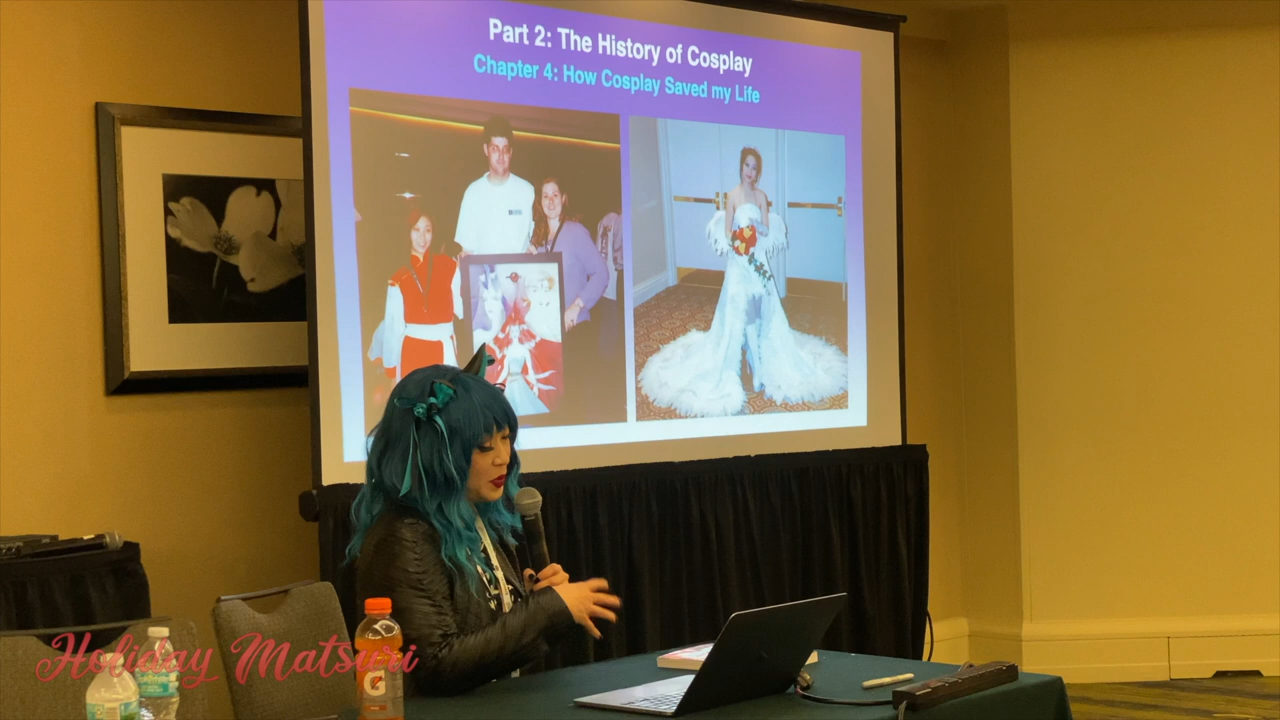 Part 2: The History of Cosplay
Chapter 4: How Cosplay Saved my Life
Holiday Matsuri
G